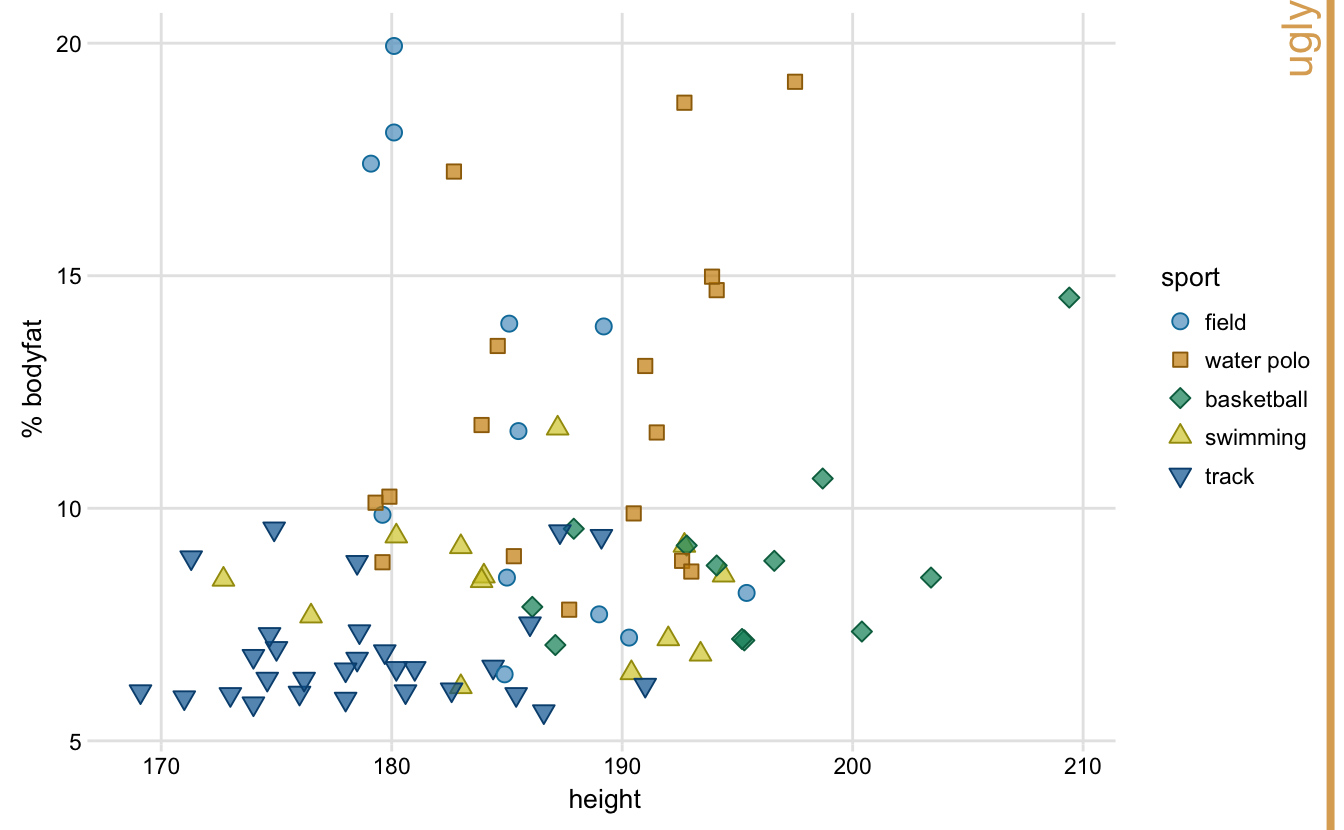 ugly
20
15
10
5
% bodyfat
170 180 190 200 210
height
sport
field
water polo
basketball
swimming
track